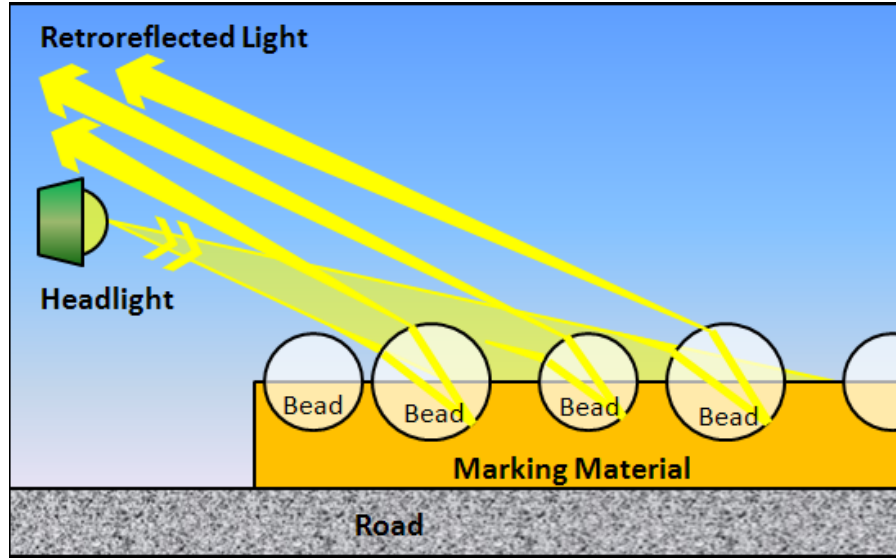 Retroreflected Light
Headlight
Bead
Bead
Bead
Bead
Marking Material
Road